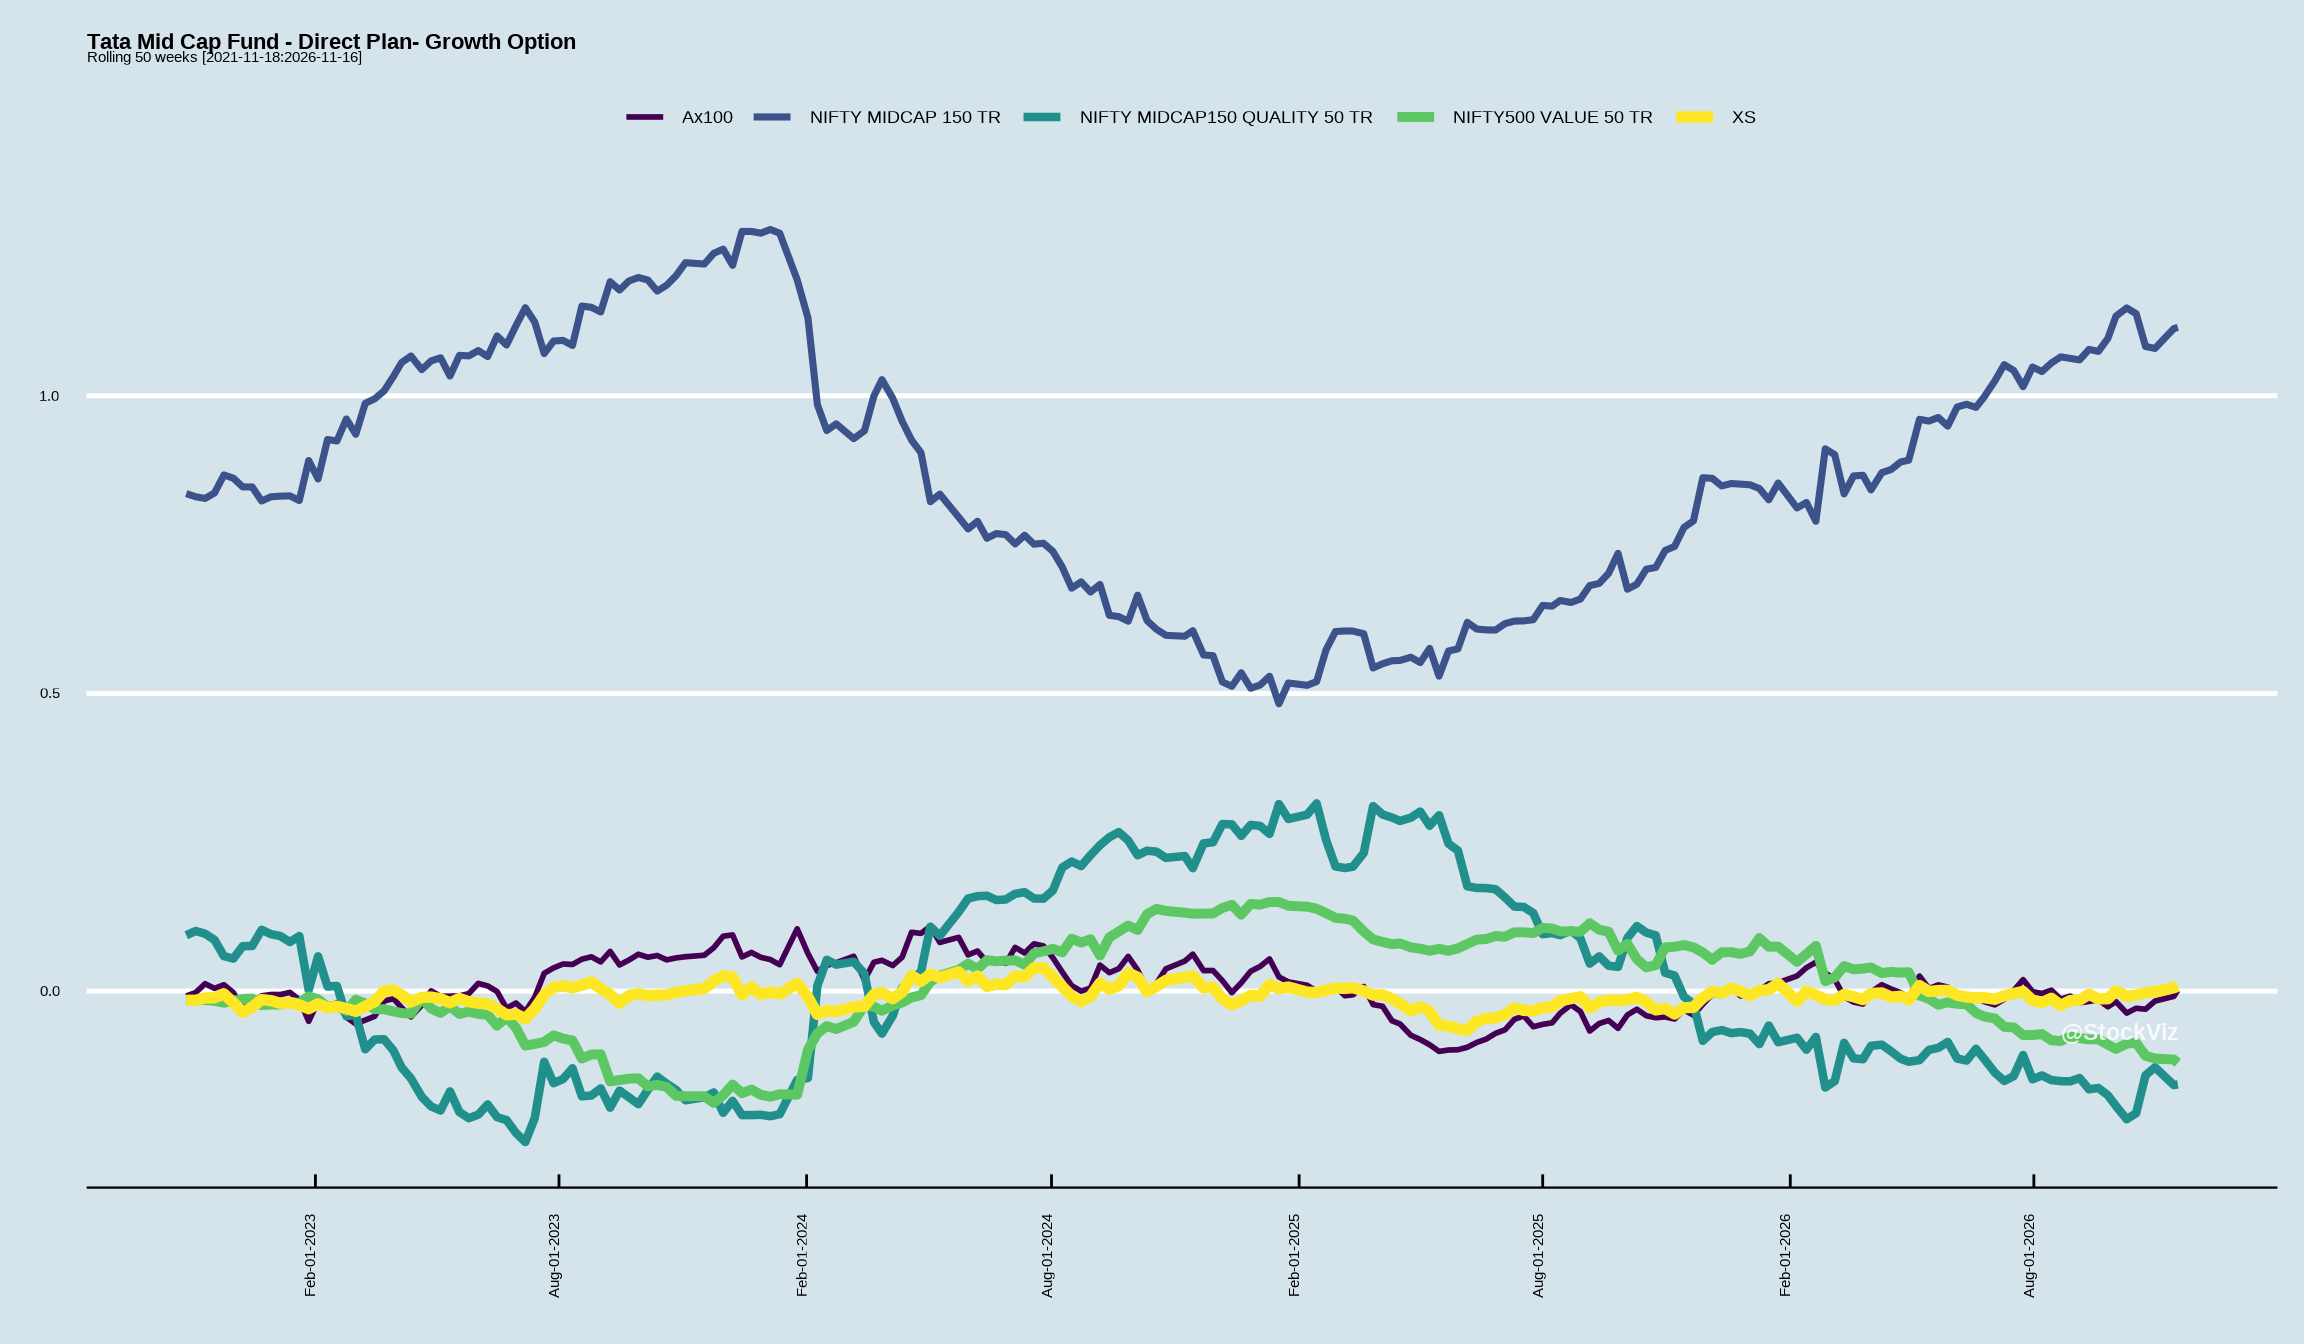 Tata Mid Cap Fund - Direct Plan- Growth Option
Rolling 50 weeks [2021-11-18:2026-11-16]
Ax100 NIFTY MIDCAP 150 TR NIFTY MIDCAP150 QUALITY 50 TR NIFTY500 VALUE 50 TR XS
1.0
0.5
0.0
@StockViz
Feb-01-2023 Aug-01-2023 Feb-01-2024 Aug-01-2024 Feb-01-2025 Aug-01-2025 Feb-01-2026 Aug-01-2026